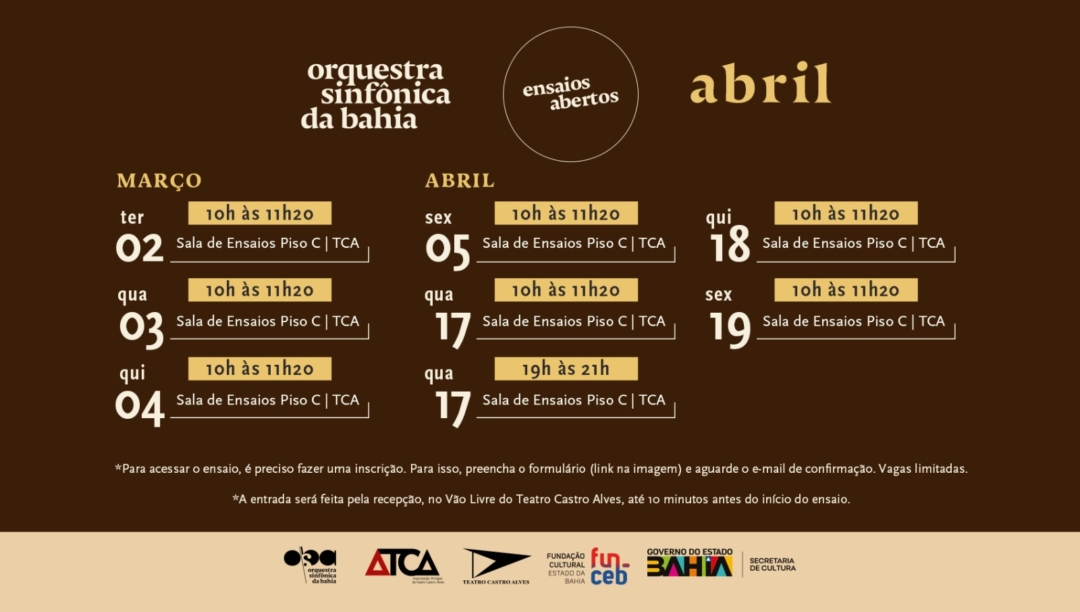 orquestra
sinfônica
da bahia
ensaios
abertos
abril
MARÇO
ter
02
10h às 11h20
Sala de Ensaios Piso C | TCA
qua
03
10h às 11h20
Sala de Ensaios Piso C | TCA
qui
04
10h às 11h20
Sala de Ensaios Piso C | TCA
ABRIL
sex
05
10h às 11h20
Sala de Ensaios Piso C | TCA
qua
17
10h às 11h20
Sala de Ensaios Piso C | TCA
qua
17
19h às 21h
Sala de Ensaios Piso C | TCA
qui
18
10h às 11h20
Sala de Ensaios Piso C | TCA
sex
19
10h às 11h20
Sala de Ensaios Piso C | TCA
*Para acessar o ensaio, é preciso fazer uma inscrição. Para isso, preencha o formulário (link na imagem) e aguarde o e-mail de confirmação. Vagas limitadas.
*A entrada será feita pela recepção, no Vão Livre do Teatro Castro Alves, até 10 minutos antes do início do ensaio.
orquestra
sinfônica
da bahia
ATCA
TEATRO CASTRO ALVES
FUNDAÇÃO
CULTURAL
ESTADO DA
BAHIA
fun_
ceb
GOVERNO DO ESTADO
BAHIA
SECRETARIA
DE CULTURA